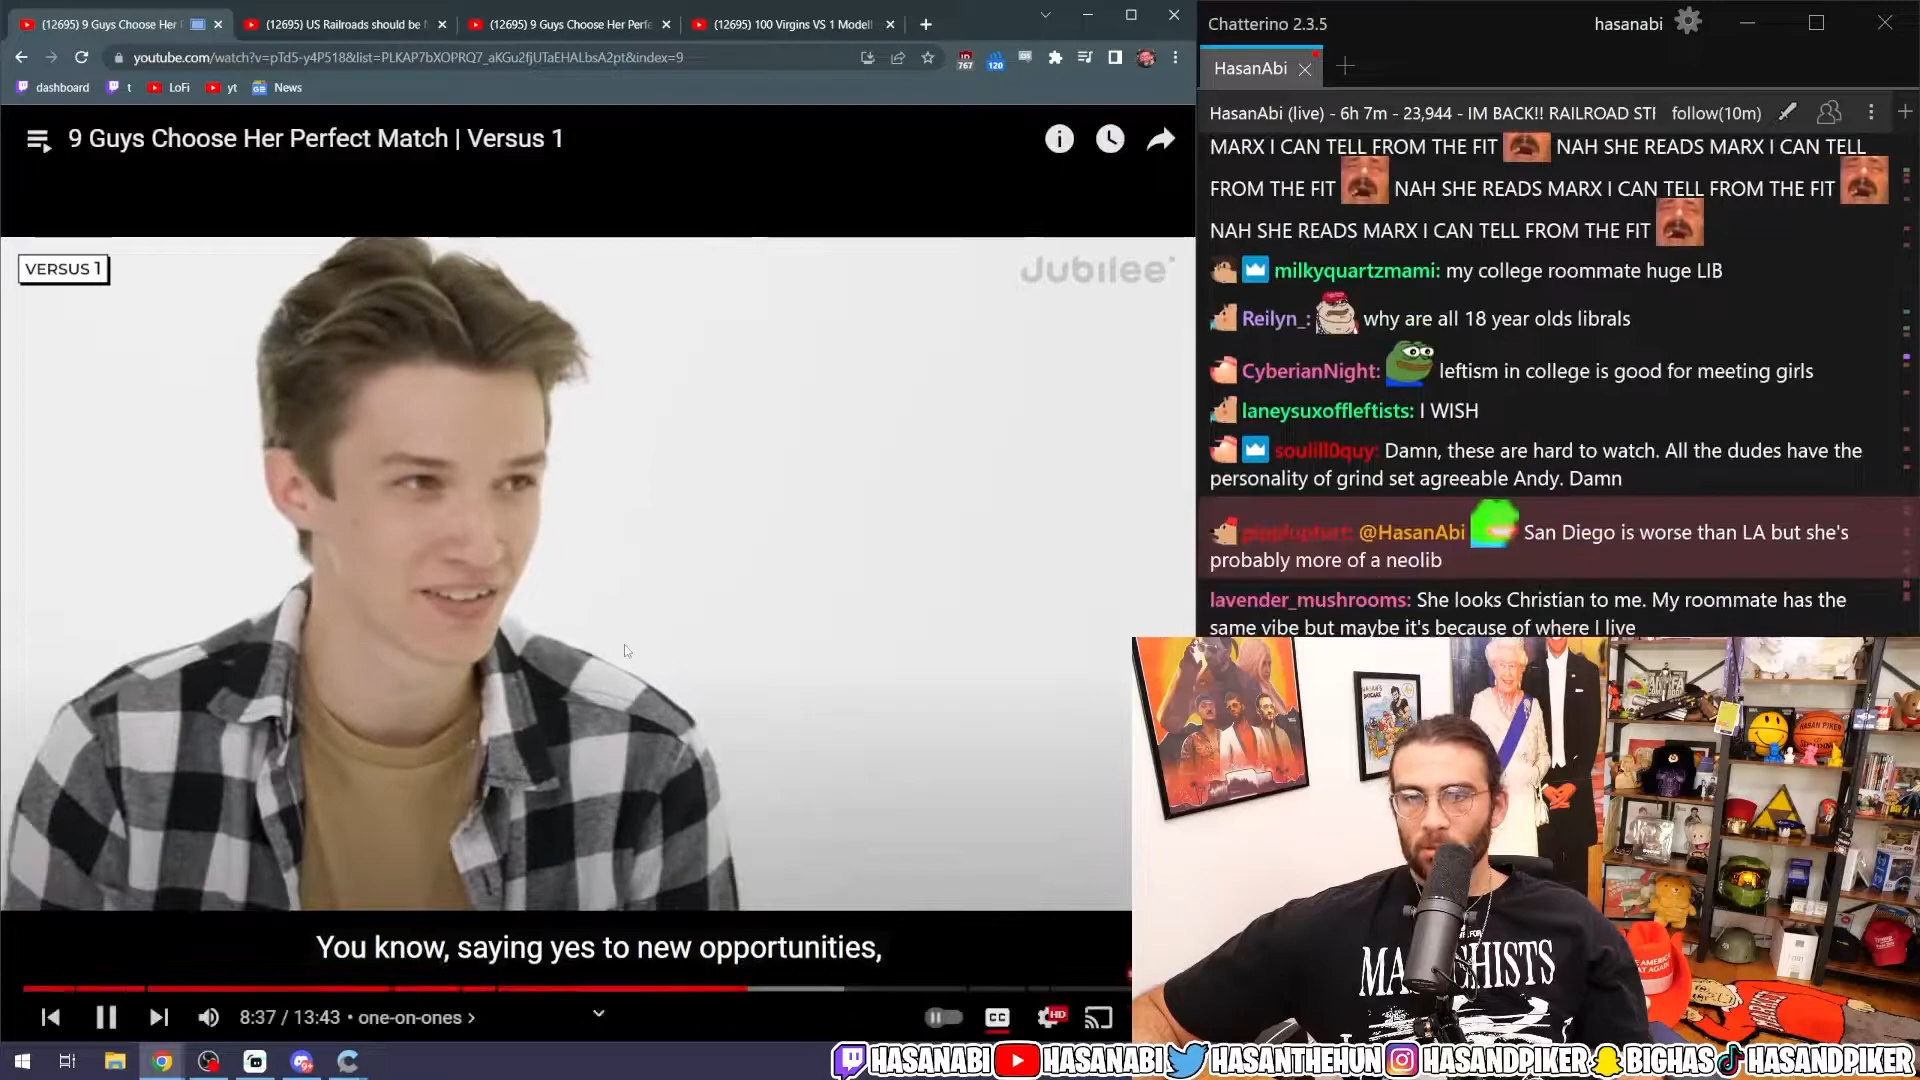 (12695) 9 Guys Choose Her
(12695) US Railroads should be
(12695) 9 Guys Choose Her Perfe
(12695) 100 Virgins VS 1 Modell
Chatterino 2.3.5
hasanabi
youtube.com/watch?v=pTd5-y4P518&list=PLKAP7bXOPRQ7_aKGu2fjUTaEHALbsA2pt&index=9
767
120
HasanAbi
dashboard
t
LoFi
yt
News
HasanAbi (live) - 6h 7m - 23,944 - IM BACK!! RAILROAD STI
follow(10m)
9 Guys Choose Her Perfect Match | Versus 1
MARX I CAN TELL FROM THE FIT NAH SHE READS MARX I CAN TELL
FROM THE FIT NAH SHE READS MARX I CAN TELL FROM THE FIT
NAH SHE READS MARX I CAN TELL FROM THE FIT
milkyquartzmami: my college roommate huge LIB
Reilyn_: why are all 18 year olds librals
CyberianNight: leftism in college is good for meeting girls
laneysuxoffleftists: I WISH
soulill0quy: Damn, these are hard to watch. All the dudes have the
personality of grind set agreeable Andy. Damn
@HasanAbi San Diego is worse than LA but she's
probably more of a neolib
lavender_mushrooms: She looks Christian to me. My roommate has the
same vibe but maybe it's because of where I live
VERSUS 1
Jubilee
You know, saying yes to new opportunities,
8:37 / 13:43 • one-on-ones >
CC
HD
HASAN PIKER
HASANABI
HASANABI
HASANTHEHUN
HASANDPIKER
BIGHAS
HASANDPIKER